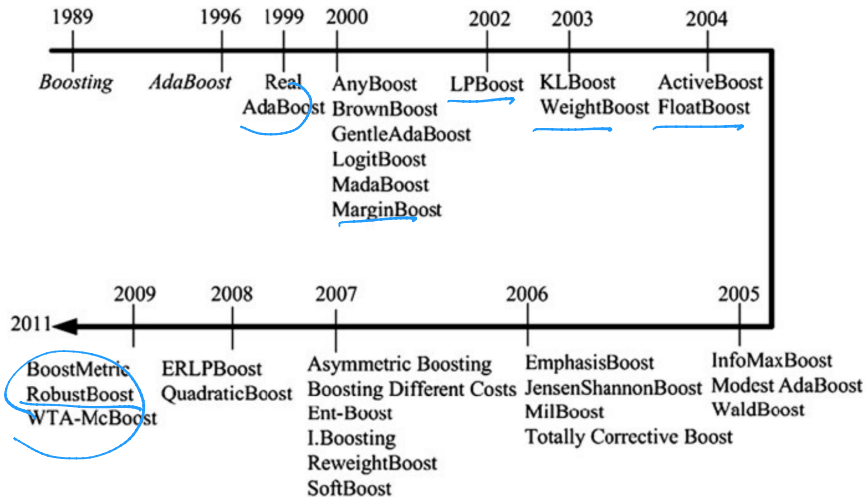 1989 1996 1999 2000 2002 2003 2004
Boosting AdaBoost Real AnyBoost LPBoost KLBoost ActiveBoost
AdaBoost BrownBoost WeightBoost FloatBoost
GentleAdaBoost
LogitBoost
MadaBoost
MarginBoost
2009 2008 2007 2006 2005
2011
BoostMetric ERLPBoost Asymmetric Boosting EmphasisBoost InfoMaxBoost
RobustBoost QuadraticBoost Boosting Different Costs JensenShannonBoost Modest AdaBoost
WTA-McBoost Ent-Boost MilBoost WaldBoost
I.Boosting Totally Corrective Boost
ReweightBoost
SoftBoost